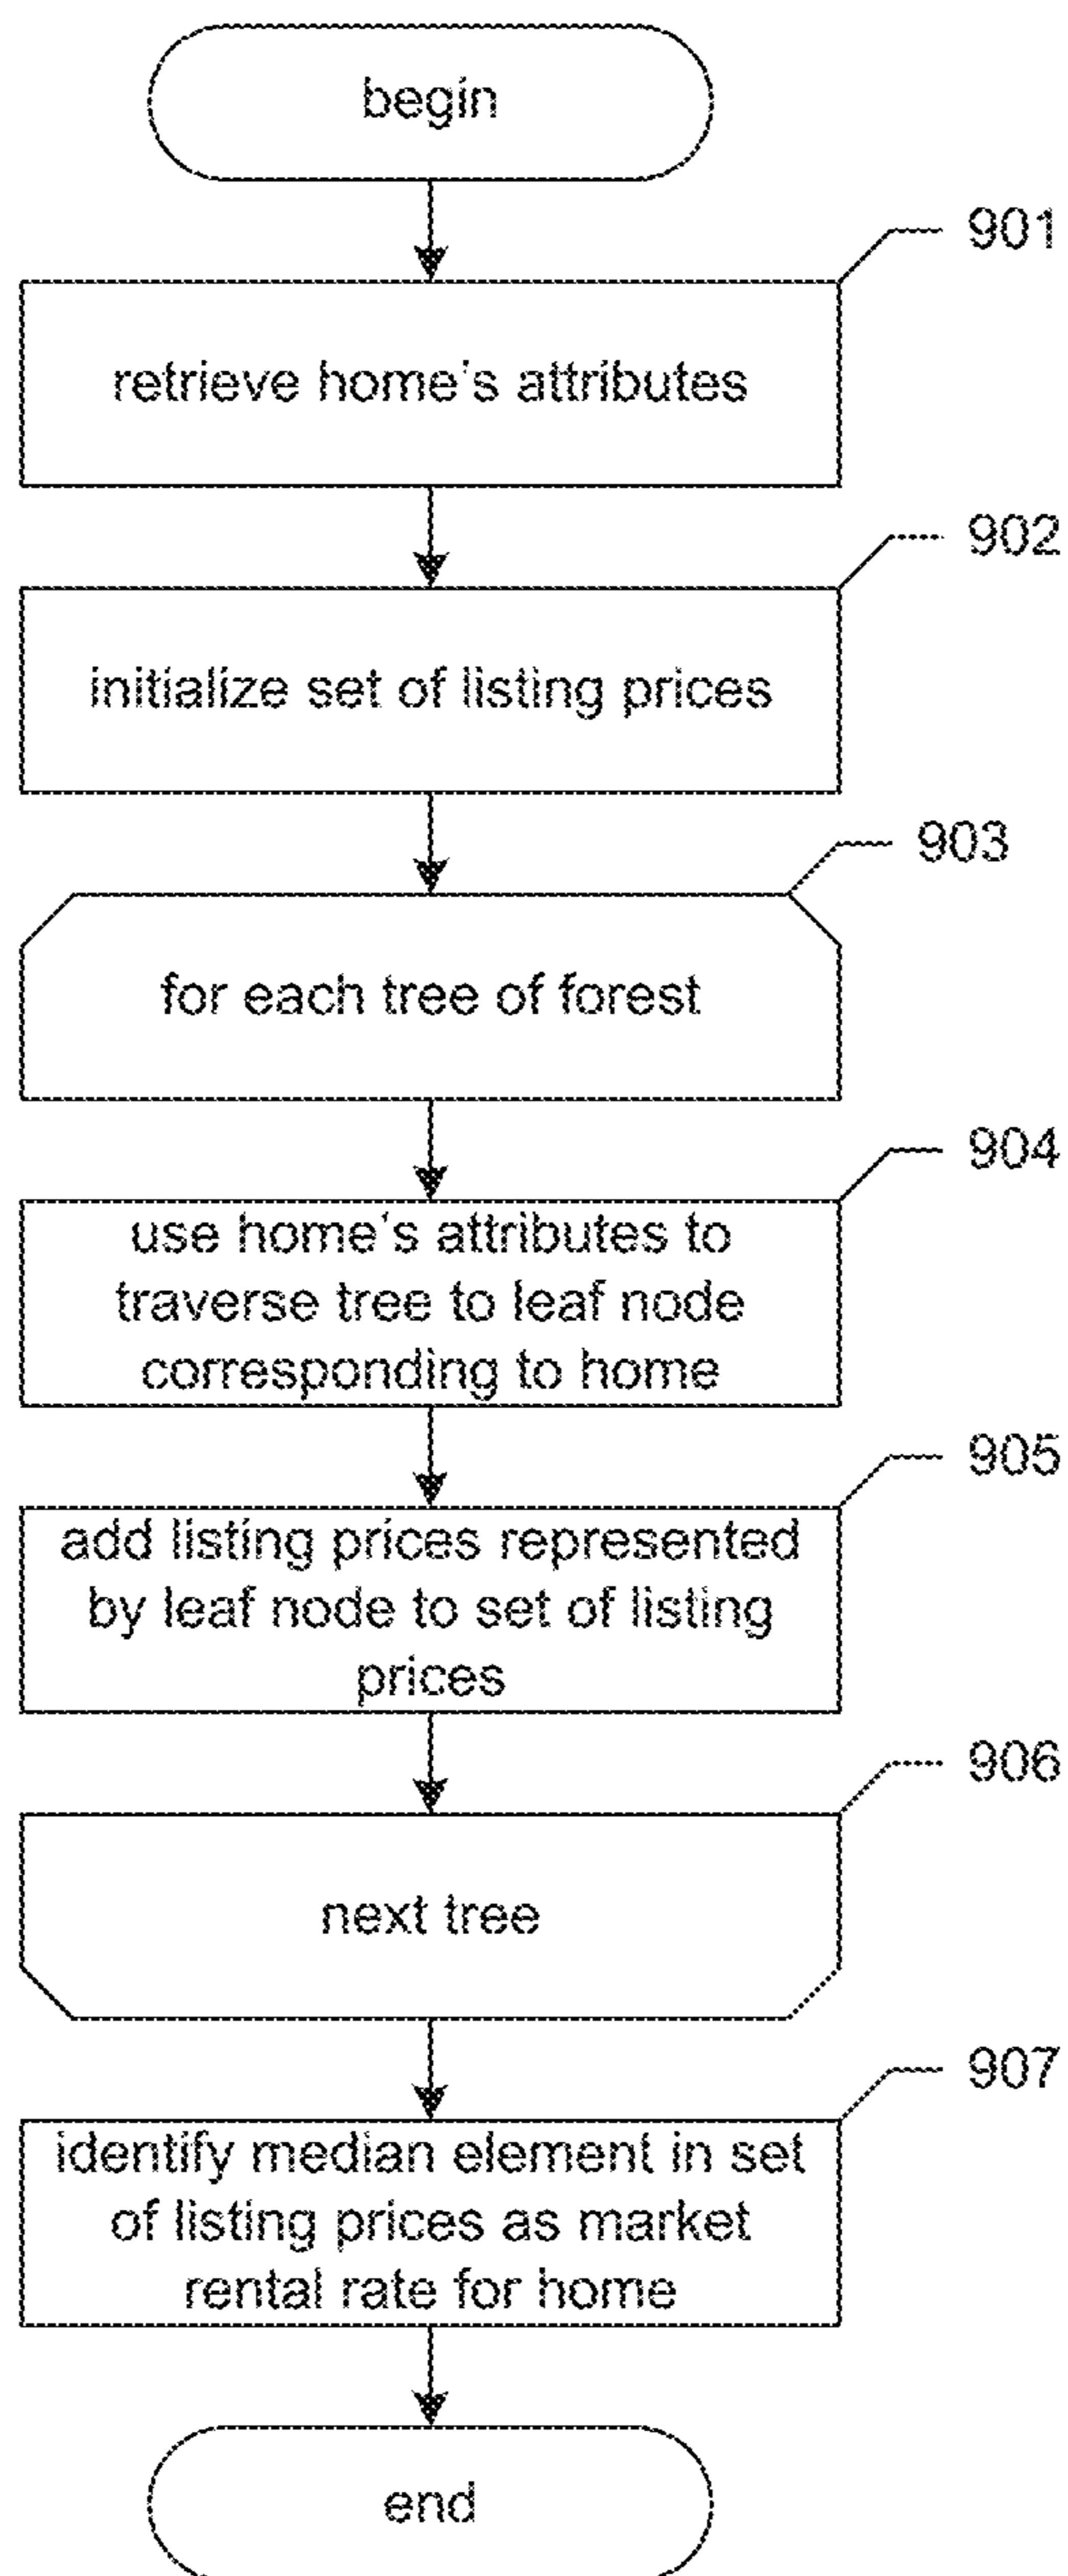 begin
901
retrieve home's attributes
902
initialize set of listing prices
903
for each tree of forest
904
use home's attributes to
traverse tree to leaf node
corresponding to home
905
add listing prices represented
by leaf node to set of listing
prices
906
next tree
907
identify median element in set
of listing prices as market
rental rate for home
end